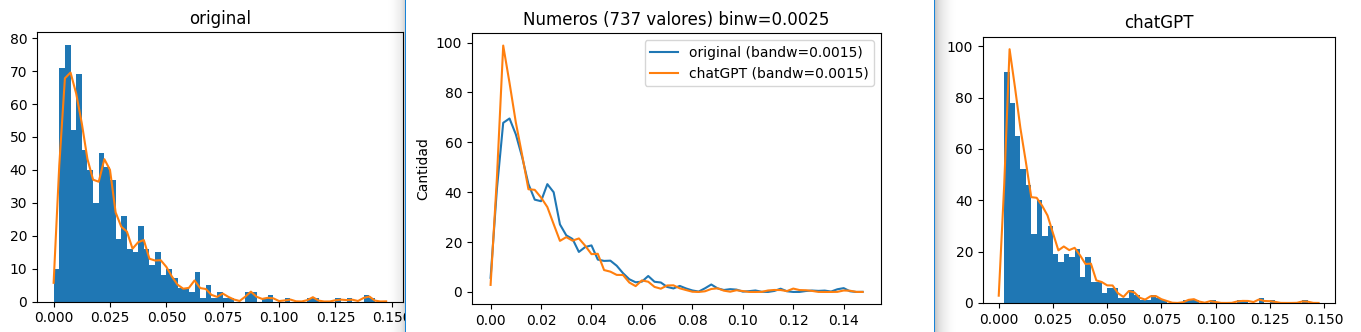 original
80
70
60
50
40
30
20
10
0
0.000 0.025 0.050 0.075 0.100 0.125 0.150
Numeros (737 valores) binw=0.0025
original (bandw=0.0015)
chatGPT (bandw=0.0015)
Cantidad
100
80
60
40
20
0
0.00 0.02 0.04 0.06 0.08 0.10 0.12 0.14
chatGPT
100
80
60
40
20
0
0.000 0.025 0.050 0.075 0.100 0.125 0.150